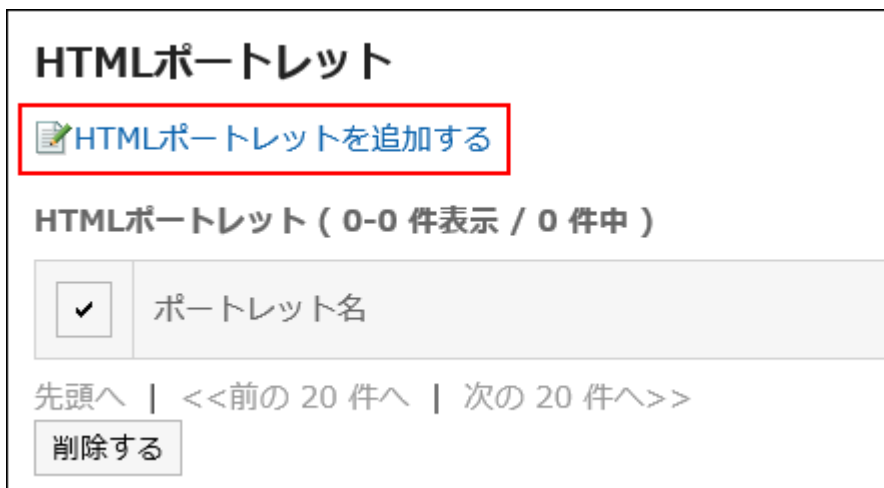 HTMLポートレット
HTMLポートレットを追加する
HTMLポートレット ( 0-0 件表示 / 0 件中 )
ポートレット名
先頭へ | <<前の 20 件へ | 次の 20 件へ>>
削除する